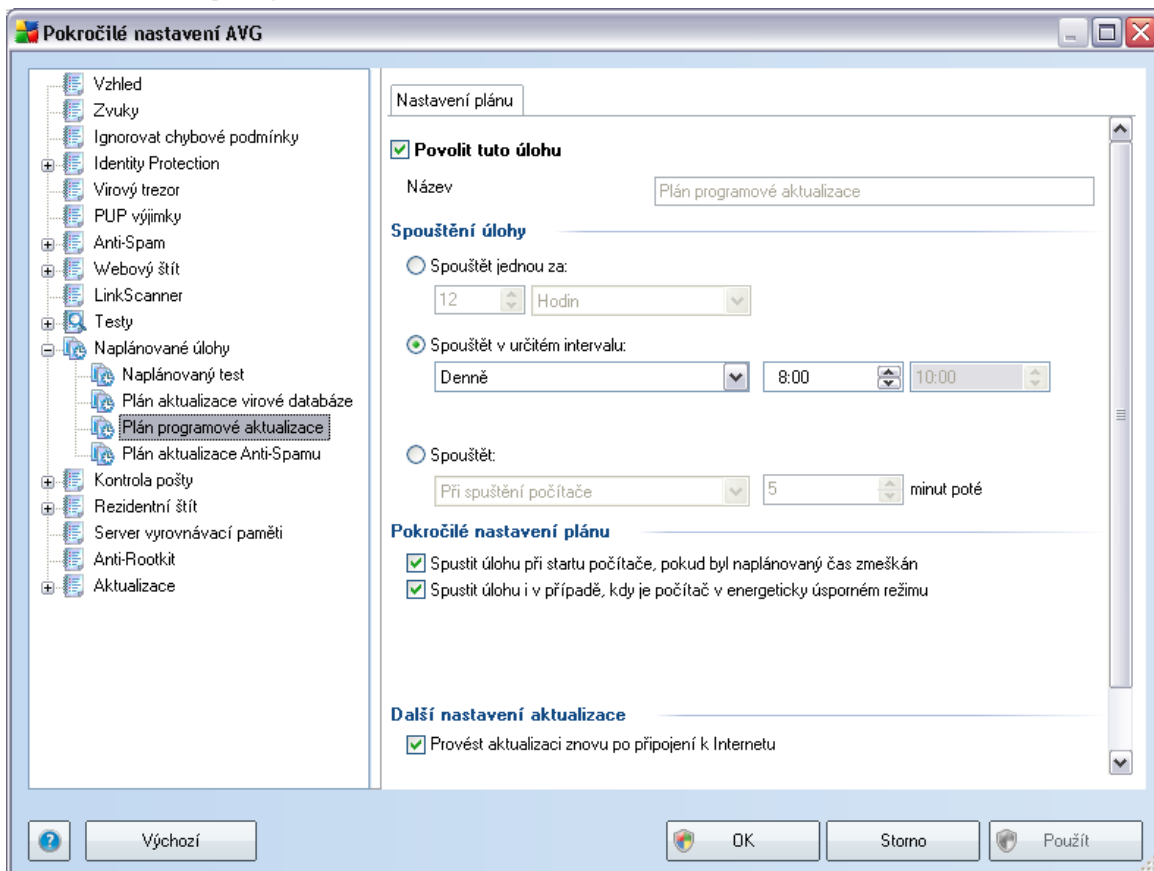 Pokročilé nastavení AVG
Vzhled
Zvuky
Ignorovat chybové podmínky
Identity Protection
Virový trezor
PUP výjimky
Anti-Spam
Webový štít
LinkScanner
Testy
Naplánované úlohy
Naplánovaný test
Plán aktualizace virové databáze
Plán programové aktualizace
Plán aktualizace Anti-Spamu
Kontrola pošty
Rezidentní štít
Server vyrovnávací paměti
Anti-Rootkit
Aktualizace
Nastavení plánu
Povolit tuto úlohu
Název Plán programové aktualizace
Spouštění úlohy
Spouštět jednou za:
12 Hodin
Spouštět v určitém intervalu:
Denně 8:00 10:00
Spouštět:
Při spuštění počítače 5 minut poté
Pokročilé nastavení plánu
Spustit úlohu při startu počítače, pokud byl naplánovaný čas zmeškán
Spustit úlohu i v případě, kdy je počítač v energeticky úsporném režimu
Další nastavení aktualizace
Provést aktualizaci znovu po připojení k Internetu
? Výchozí OK Storno Použít